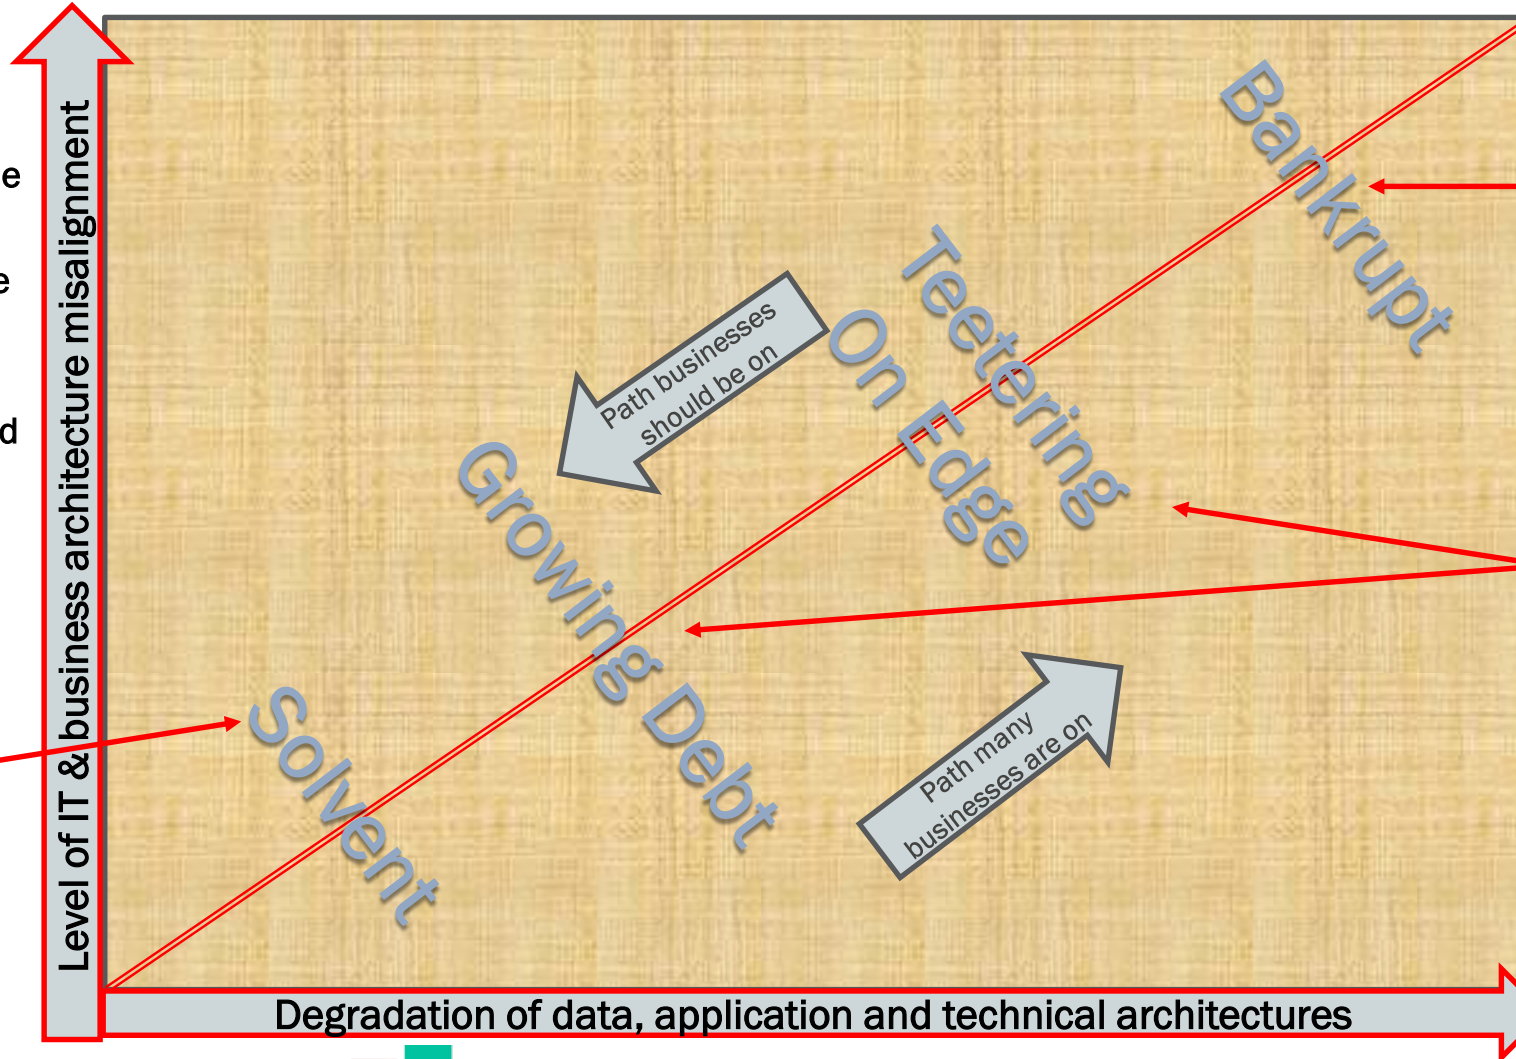 Level of IT & business architecture misalignment
e
e
d
Bankrupt
Teetering
On Edge
Path businesses
should be on
Growing Debt
Solvent
Path many
businesses are on
Degradation of data, application and technical architectures